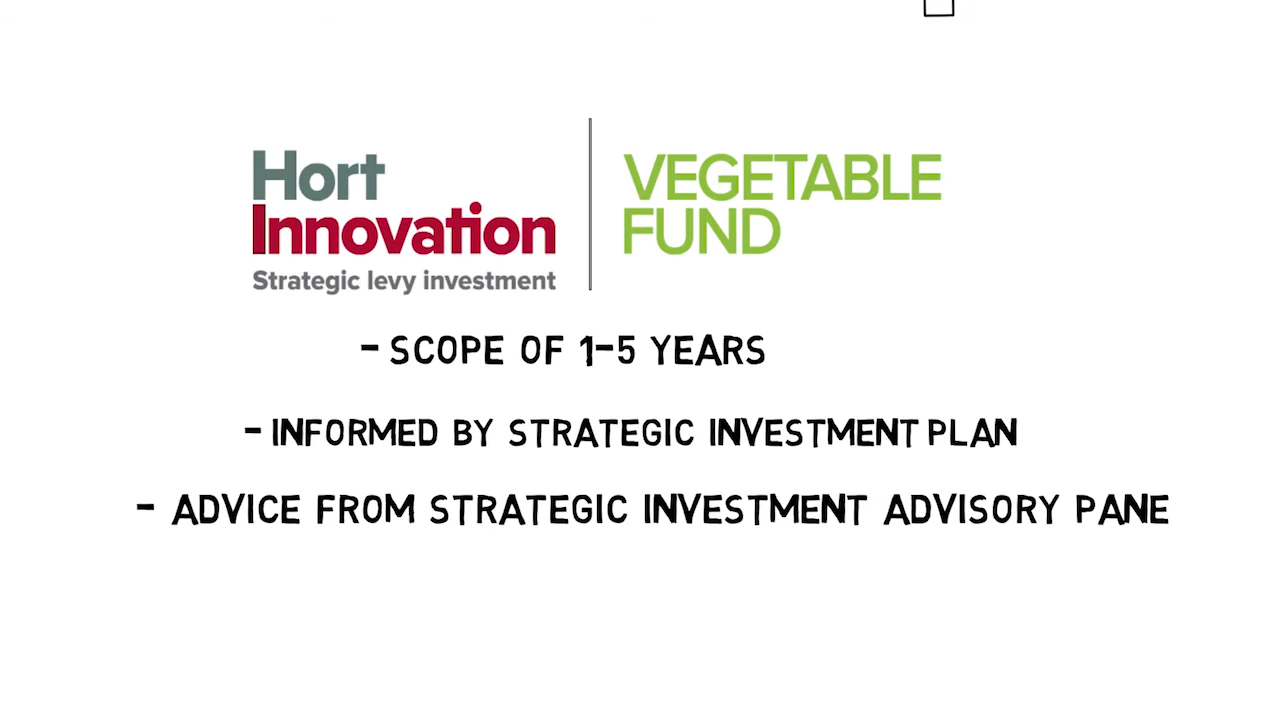 Hort
Innovation
Strategic levy investment
VEGETABLE
FUND
- SCOPE OF 1-5 YEARS
- INFORMED BY STRATEGIC INVESTMENT PLAN
- ADVICE FROM STRATEGIC INVESTMENT ADVISORY PANE